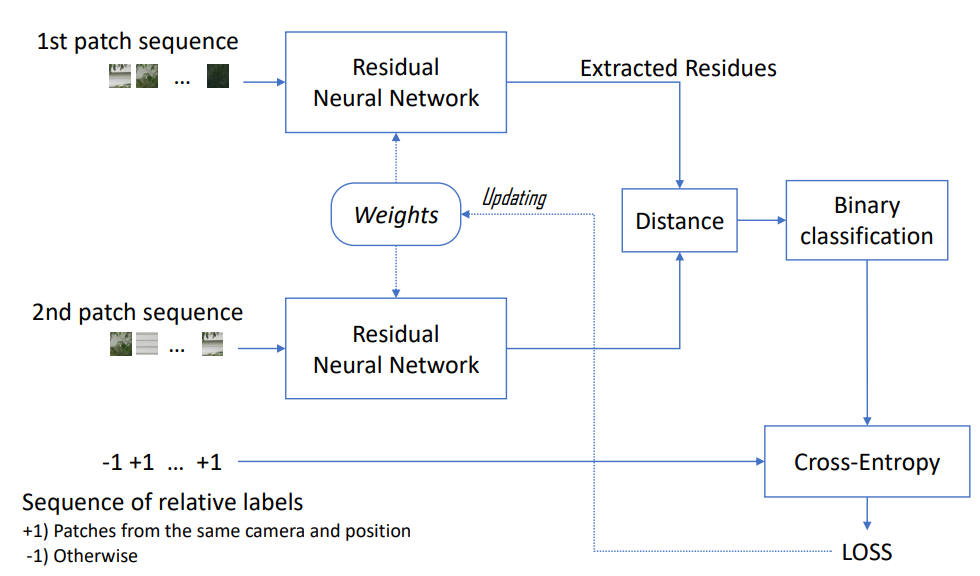 1st patch sequence
...
Residual
Neural Network
Extracted Residues
Weights
Updating
Distance
Binary
classification
2nd patch sequence
...
Residual
Neural Network
-1 +1 ... +1
Cross-Entropy
Sequence of relative labels
+1) Patches from the same camera and position
-1) Otherwise
LOSS